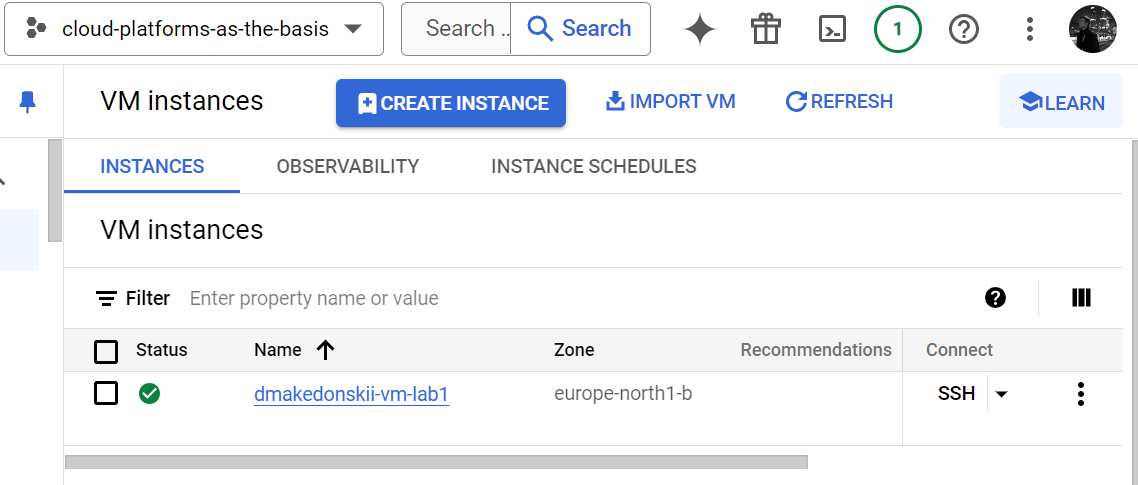 cloud-platforms-as-the-basis Search .. Search 1
VM instances CREATE INSTANCE IMPORT VM REFRESH LEARN
INSTANCES OBSERVABILITY INSTANCE SCHEDULES
VM instances
Filter Enter property name or value
Status Name Zone Recommendations Connect
dmakedonskii-vm-lab1 europe-north1-b SSH